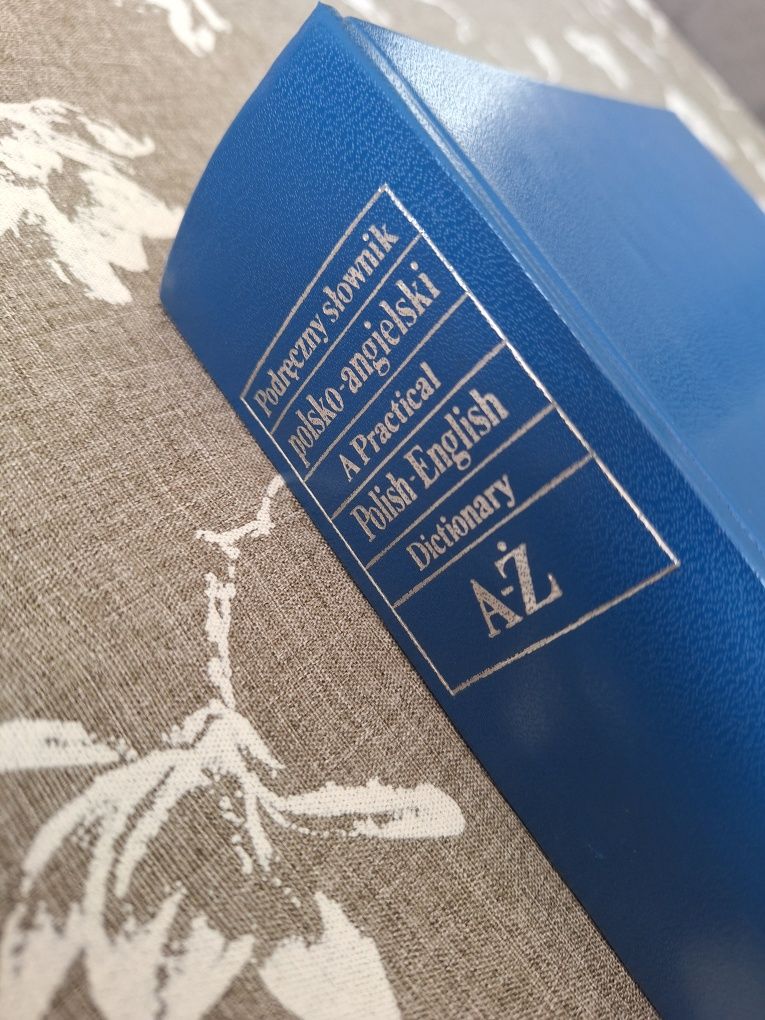 Podręczny słownik
polsko-angielski
A Practical
Polish-English
Dictionary
A-Ż